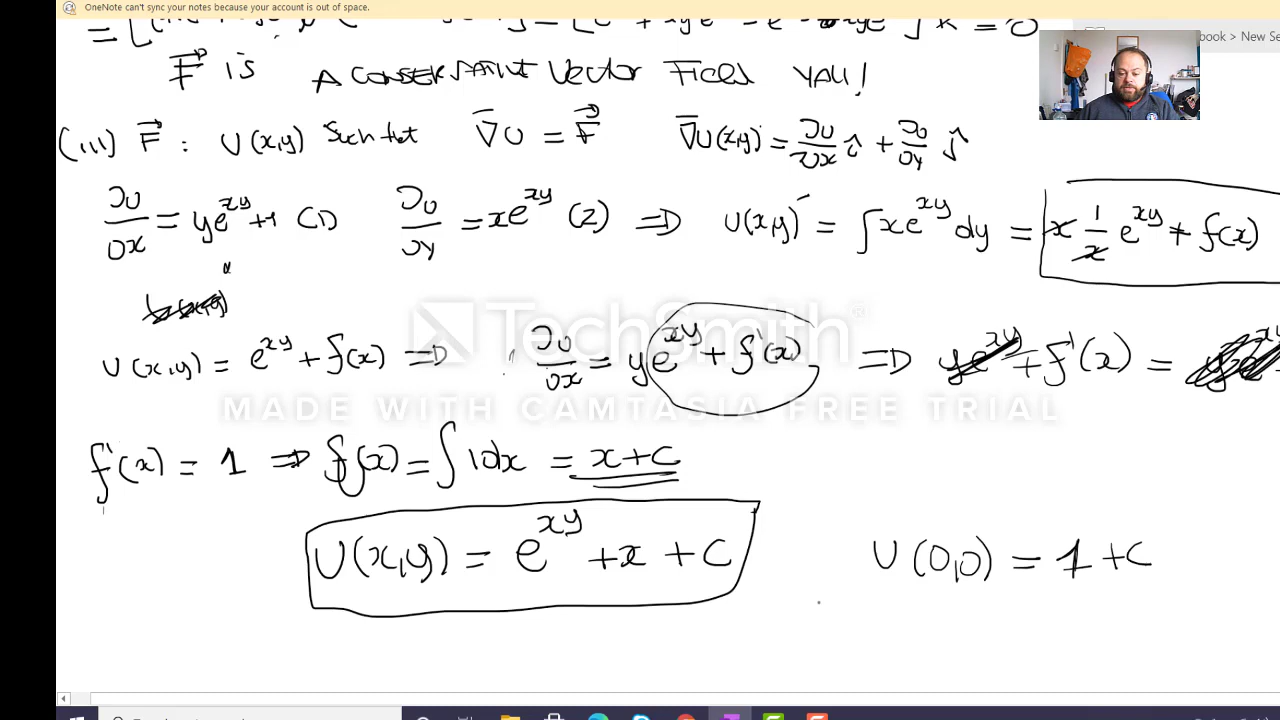 OneNote can't sync your notes because your account is out of space.
book > New Se
F⃗ is A Vector YAY!
(iii) F⃗ : U(x,y) such that ∇̄U = F⃗ ∇̄U(x,y) = ∂U/∂x î + ∂U/∂y ĵ
∂U/∂x = ye^{xy}+1 (1) ∂U/∂y = xe^{xy} (2) ⇒ U(x,y) = ∫xe^{xy}dy = x 1/x e^{xy} + f(x)
U(x,y) = e^{xy} + f(x) ⇒ ∂U/∂x = ye^{xy} + f'(x) ⇒ ye^{xy} + f'(x) =
TechSmith®
MADE WITH CAMTASIA FREE TRIAL
f'(x) = 1 ⇒ f(x) = ∫1dx = x+c
U(x,y) = e^{xy} + x + c U(0,0) = 1 + c